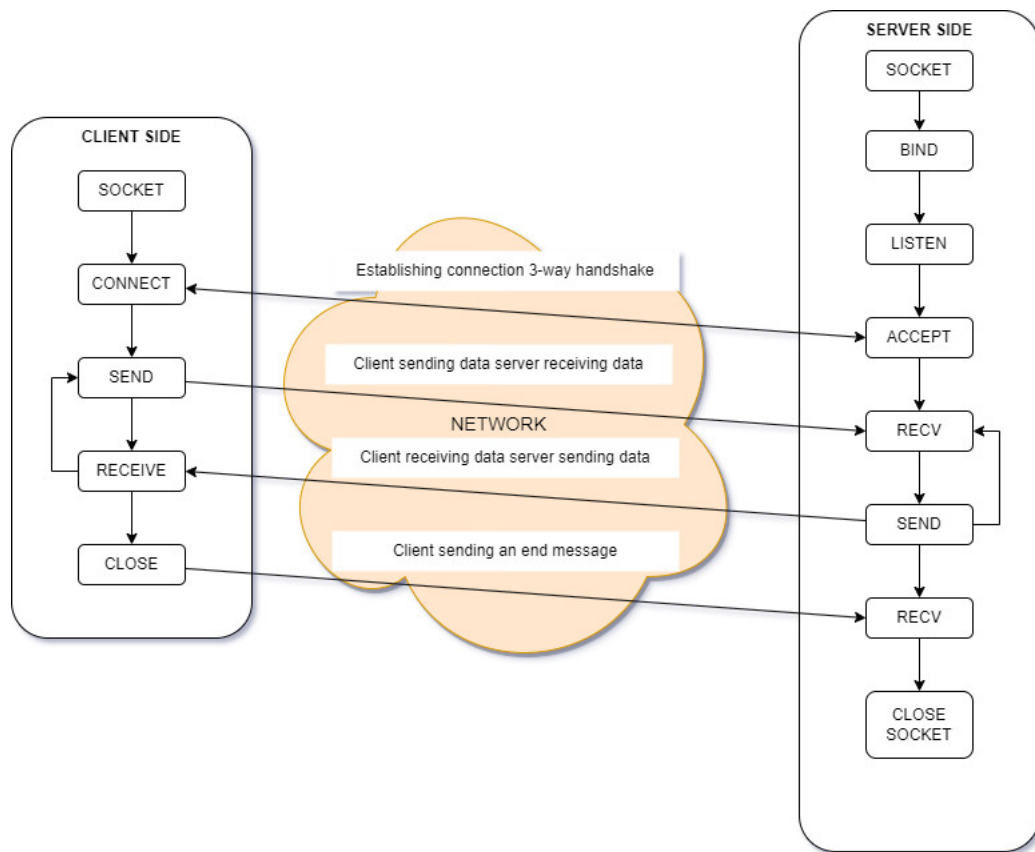 CLIENT SIDE
SOCKET
CONNECT
SEND
RECEIVE
CLOSE
Establishing connection 3-way handshake
Client sending data server receiving data
NETWORK
Client receiving data server sending data
Client sending an end message
SERVER SIDE
SOCKET
BIND
LISTEN
ACCEPT
RECV
SEND
RECV
CLOSE
SOCKET